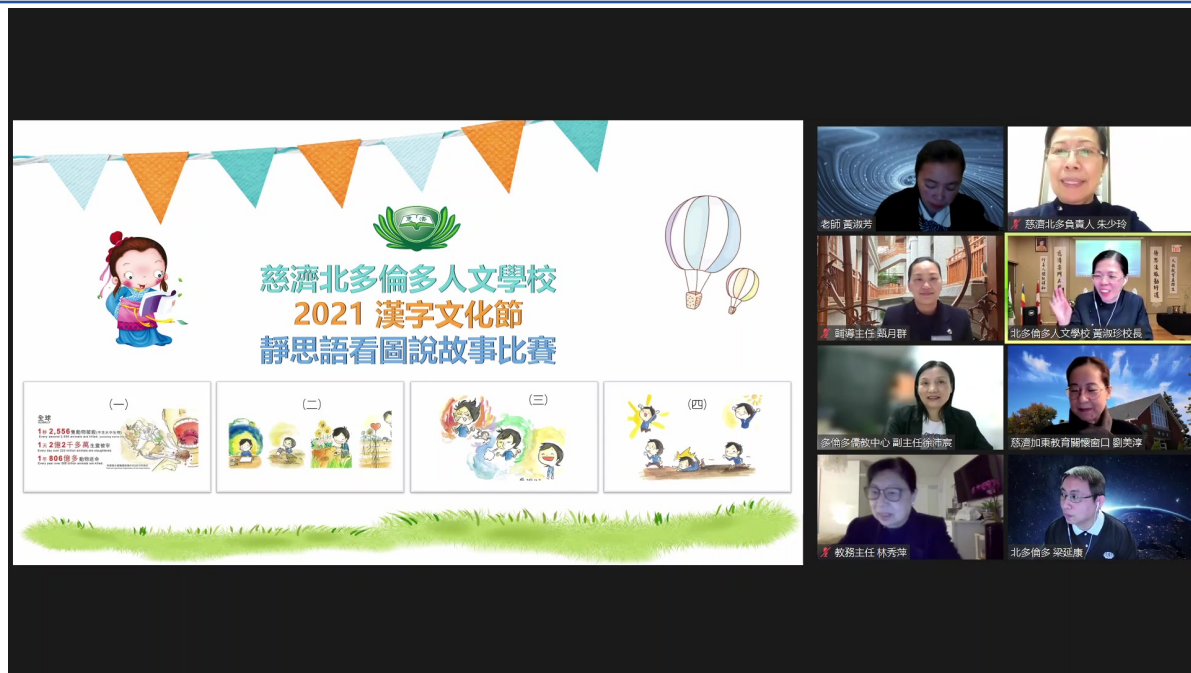 慈濟北多倫多人文學校
2021 漢字文化節
靜思語看圖說故事比賽
(一)
全球
1秒 2,556
1天 2億2千多萬
1年 806億多
(二)
(三)
(四)
老師 黃淑芳
慈濟北多負責人 朱少玲
輔導主任 甄月群
北多倫多人文學校 黃淑珍校長
多倫多僑教中心 副主任徐沛宸
慈濟加東教育關懷窗口 劉美淳
教務主任 林秀萍
北多倫多 梁延康